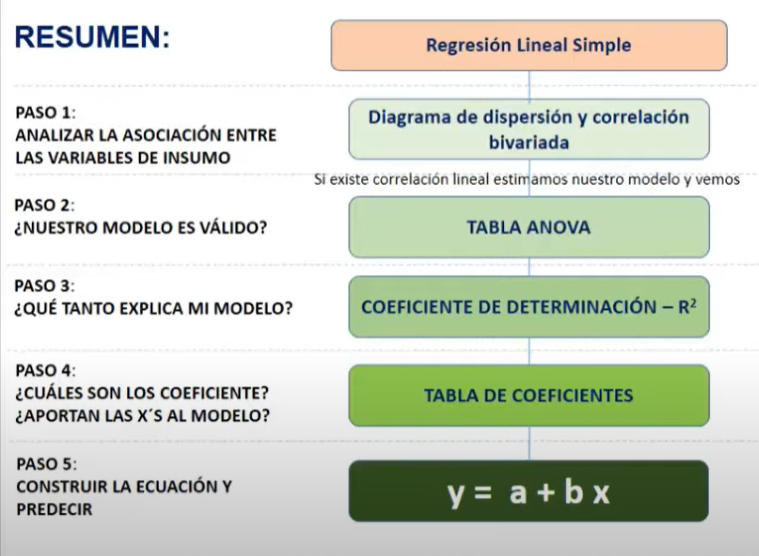 RESUMEN:
Regresión Lineal Simple
PASO 1:
ANALIZAR LA ASOCIACIÓN ENTRE
LAS VARIABLES DE INSUMO
Diagrama de dispersión y correlación
bivariada
Si existe correlación lineal estimamos nuestro modelo y vemos
PASO 2:
¿NUESTRO MODELO ES VÁLIDO?
TABLA ANOVA
PASO 3:
¿QUÉ TANTO EXPLICA MI MODELO?
COEFICIENTE DE DETERMINACIÓN – R²
PASO 4:
¿CUÁLES SON LOS COEFICIENTE?
¿APORTAN LAS X´S AL MODELO?
TABLA DE COEFICIENTES
PASO 5:
CONSTRUIR LA ECUACIÓN Y
PREDECIR
y = a + b x